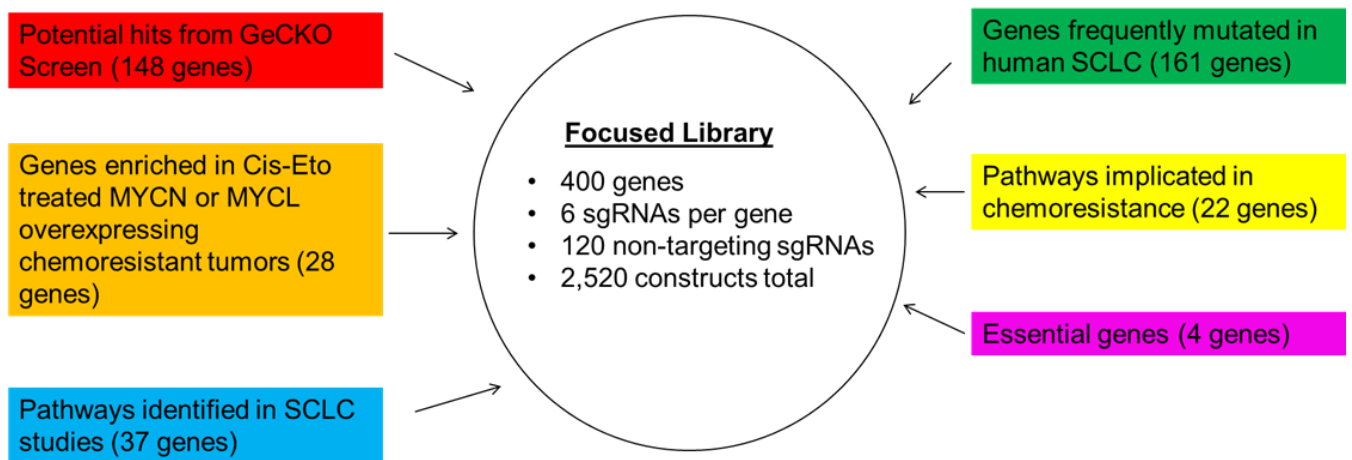 Potential hits from GeCKO
Screen (148 genes)
Genes enriched in Cis-Eto
treated MYCN or MYCL
overexpressing
chemoresistant tumors (28
genes)
Pathways identified in SCLC
studies (37 genes)
Focused Library
• 400 genes
• 6 sgRNAs per gene
• 120 non-targeting sgRNAs
• 2,520 constructs total
Genes frequently mutated in
human SCLC (161 genes)
Pathways implicated in
chemoresistance (22 genes)
Essential genes (4 genes)